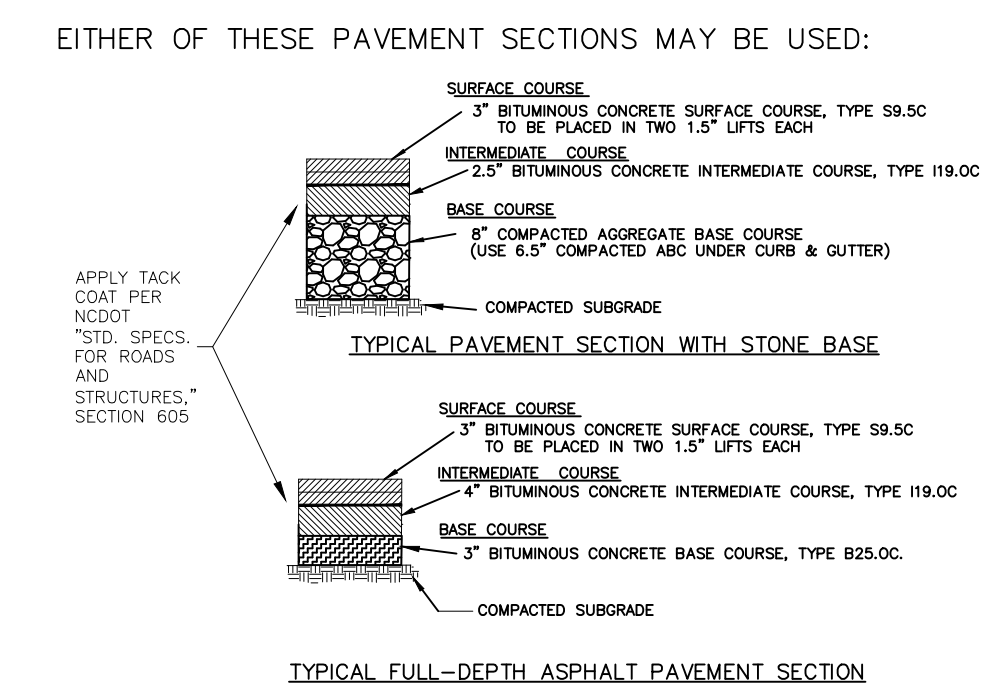 EITHER OF THESE PAVEMENT SECTIONS MAY BE USED:
SURFACE COURSE
3" BITUMINOUS CONCRETE SURFACE COURSE, TYPE S9.5C
TO BE PLACED IN TWO 1.5" LIFTS EACH
INTERMEDIATE COURSE
2.5" BITUMINOUS CONCRETE INTERMEDIATE COURSE, TYPE I19.0C
BASE COURSE
8" COMPACTED AGGREGATE BASE COURSE
(USE 6.5" COMPACTED ABC UNDER CURB & GUTTER)
COMPACTED SUBGRADE
TYPICAL PAVEMENT SECTION WITH STONE BASE
APPLY TACK
COAT PER
NCDOT
"STD. SPECS.
FOR ROADS
AND
STRUCTURES,"
SECTION 605
SURFACE COURSE
3" BITUMINOUS CONCRETE SURFACE COURSE, TYPE S9.5C
TO BE PLACED IN TWO 1.5" LIFTS EACH
INTERMEDIATE COURSE
4" BITUMINOUS CONCRETE INTERMEDIATE COURSE, TYPE I19.0C
BASE COURSE
3" BITUMINOUS CONCRETE BASE COURSE, TYPE B25.0C.
COMPACTED SUBGRADE
TYPICAL FULL-DEPTH ASPHALT PAVEMENT SECTION